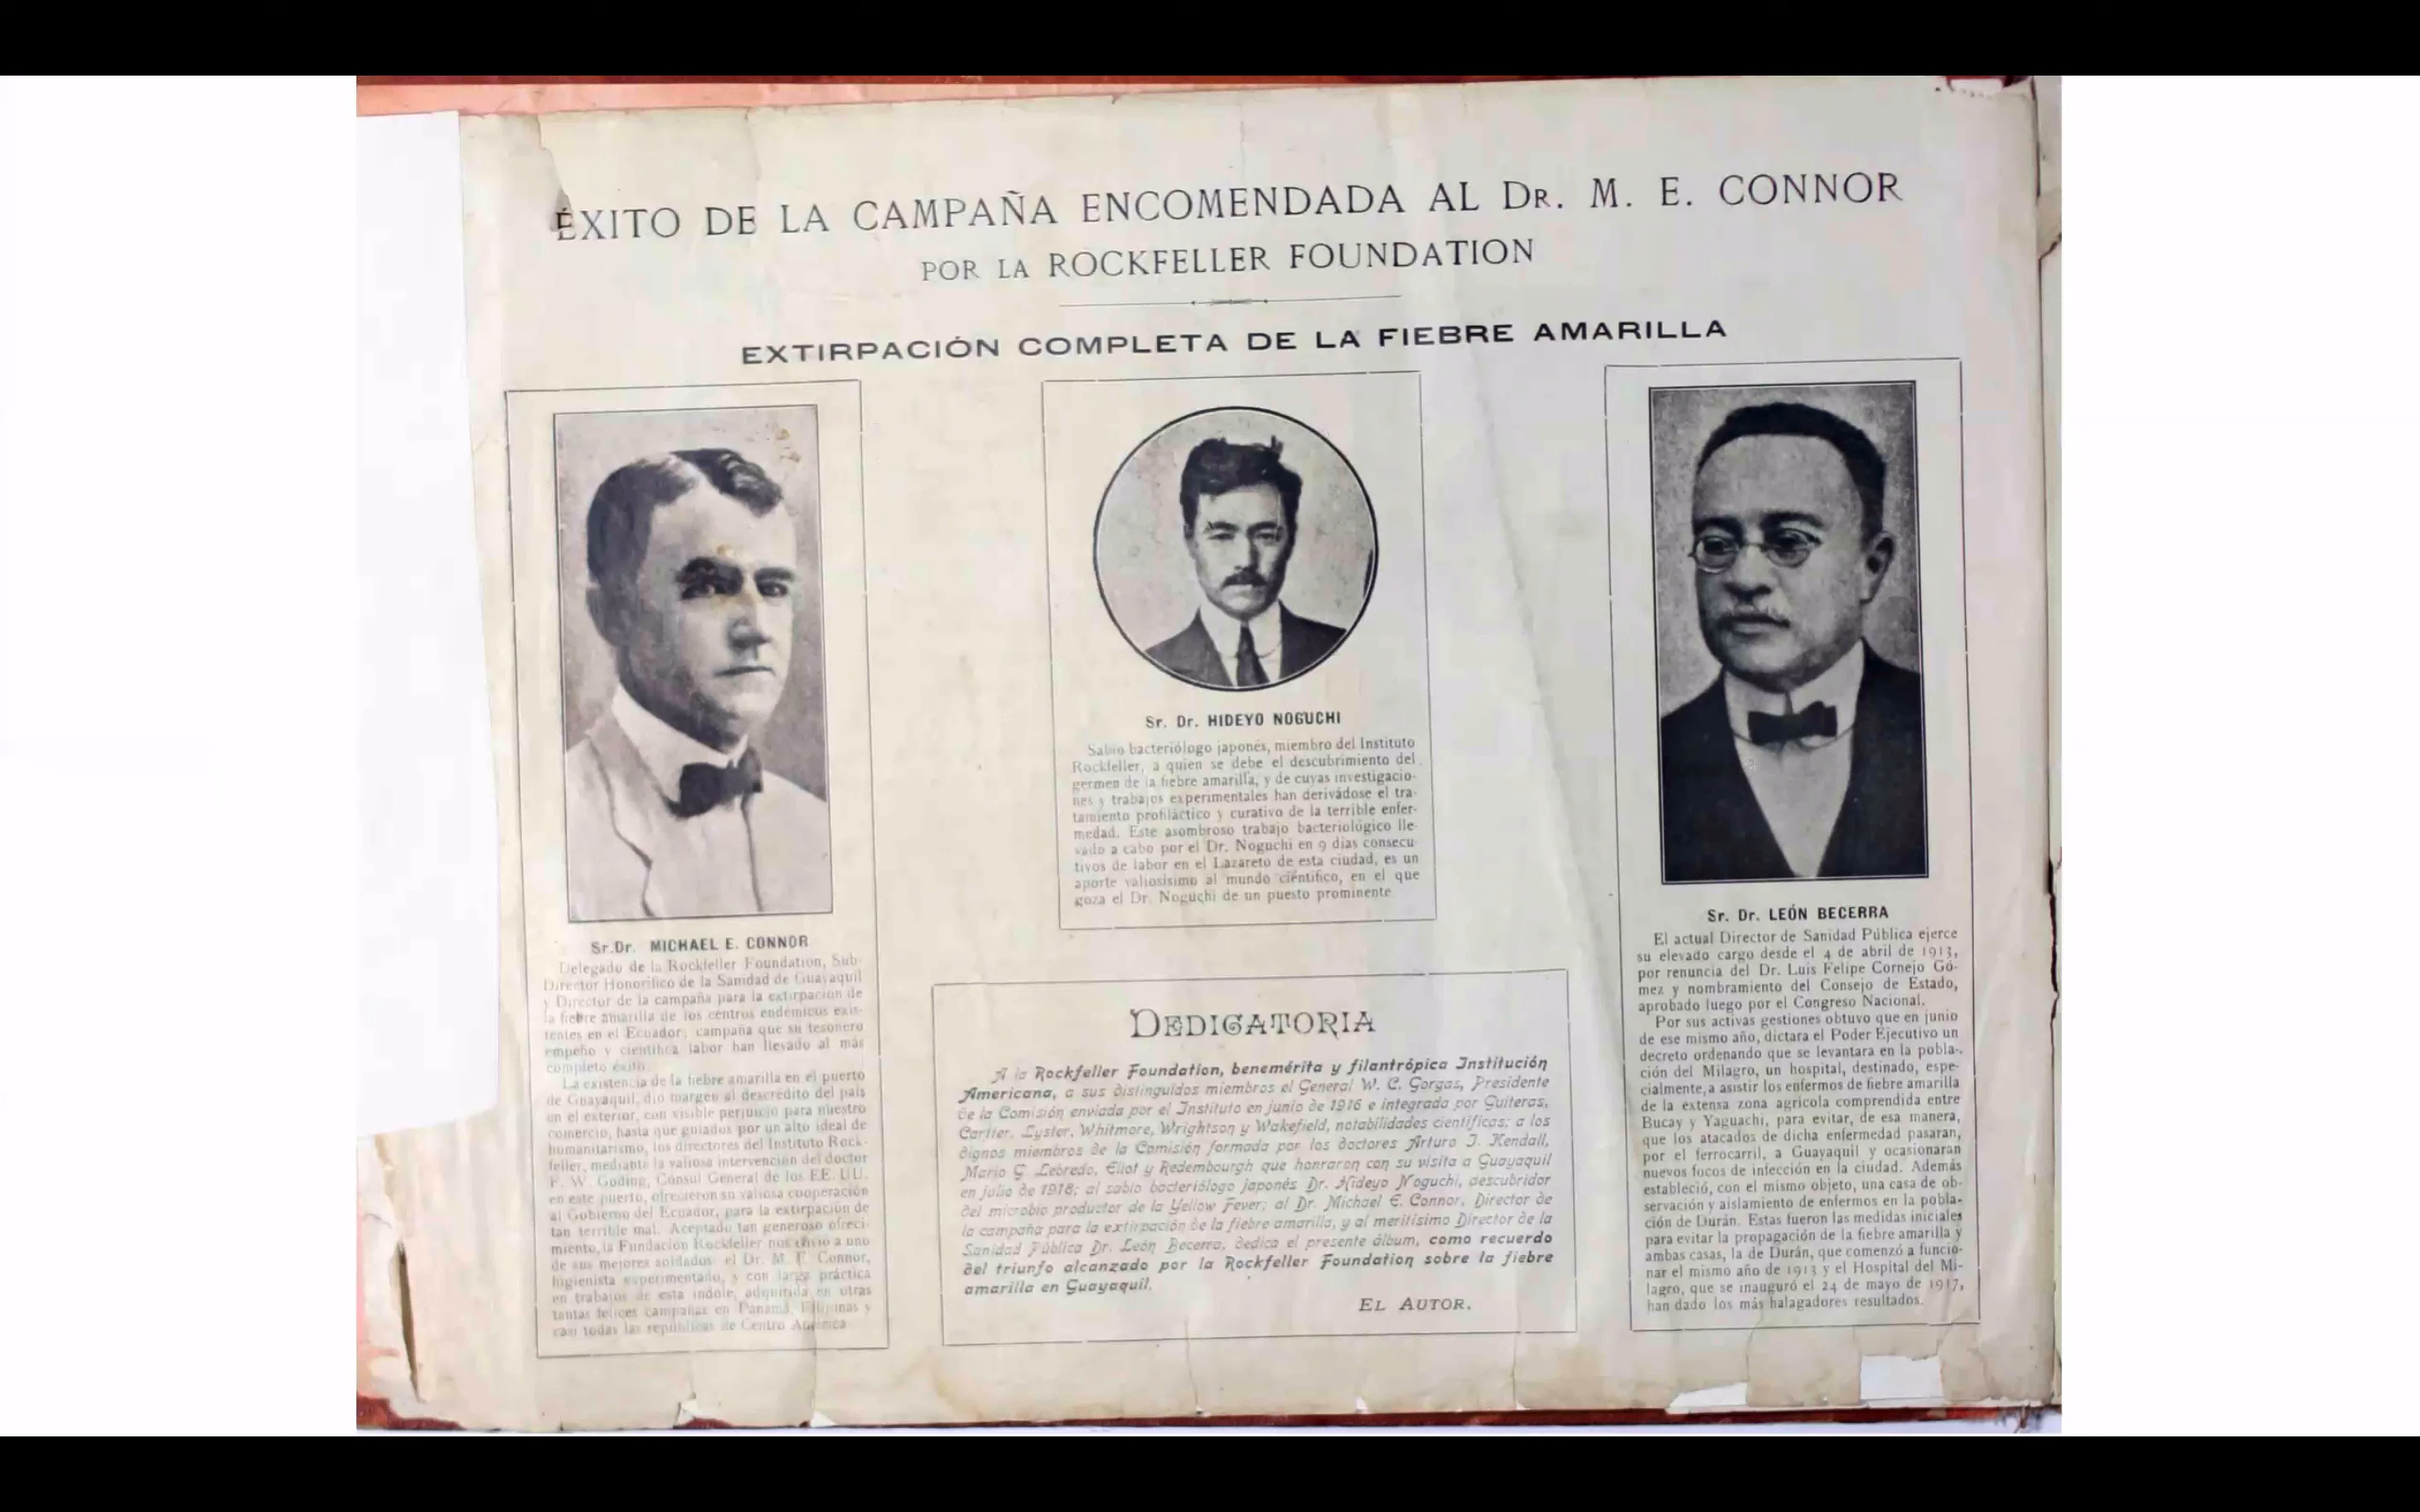 ÉXITO DE LA CAMPAÑA ENCOMENDADA AL DR. M. E. CONNOR
POR LA ROCKFELLER FOUNDATION
EXTIRPACIÓN COMPLETA DE LA FIEBRE AMARILLA
Sr. Dr. MICHAEL E. CONNOR
Delegado de la Rockfeller Foundation, Sub-
Director Honorífico de la Sanidad de Guayaquil
y Director de la campaña para la extirpación de
la fiebre amarilla de los centros endémicos exis-
tentes en el Ecuador; campaña que su tesonero
empeño y científica labor han llevado al más
completo éxito.
La existencia de la fiebre amarilla en el puerto
de Guayaquil, dió margen al descrédito del país
en el exterior, con visible perjuicio para nuestro
comercio, hasta que guiados por un alto ideal de
humanitarismo, los directores del Instituto Rock-
feller, mediante la valiosa intervención del doctor
F. W. Goding, Cónsul General de los EE. UU.
en este puerto, ofrecieron su valiosa cooperación
al Gobierno del Ecuador, para la extirpación de
tan terrible mal. Aceptado tan generoso ofreci-
miento, la Fundación Rockfeller nos envió a uno
de sus mejores soldados: el Dr. M. E. Connor,
higienista experimentado, y con larga práctica
en trabajos de esta índole, adquirida en otras
tantas felices campañas en Panamá, Filipinas y
casi todas las repúblicas de Centro América
Sr. Dr. HIDEYO NOGUCHI
Sabio bacteriólogo japonés, miembro del Instituto
Rockfeller, a quien se debe el descubrimiento del
germen de la fiebre amarilla, y de cuyas investigacio-
nes y trabajos experimentales han derivádose el tra-
tamiento profiláctico y curativo de la terrible enfer-
medad. Este asombroso trabajo bacteriológico lle-
vado a cabo por el Dr. Noguchi en 9 días consecu-
tivos de labor en el Lazareto de esta ciudad, es un
aporte valiosísimo al mundo científico, en el que
goza el Dr. Noguchi de un puesto prominente
DEDICATORIA
A la Rockfeller Foundation, benemérita y filantrópica Institución
Americana, a sus distinguidos miembros el General W. C. Gorgas, Presidente
de la Comisión enviada por el Instituto en junio de 1916 e integrada por Guiteras,
Cartier, Lyster, Whitmore, Wrightson y Wakefield, notabilidades científicas; a los
dignos miembros de la Comisión formada por los doctores Arturo I. Kendall,
Mario G. Lebredo, Eliot y Redembourgh que honraron con su visita a Guayaquil
en julio de 1918; al sabio bacteriólogo japonés Dr. Hideyo Noguchi, descubridor
del microbio productor de la Yellow Fever; al Dr. Michael E. Connor, Director de
la campaña para la extirpación de la fiebre amarilla, y al meritísimo Director de la
Sanidad Pública Dr. León Becerra, dedica el presente álbum, como recuerdo
del triunfo alcanzado por la Rockfeller Foundation sobre la fiebre
amarilla en Guayaquil.
EL AUTOR.
Sr. Dr. LEÓN BECERRA
El actual Director de Sanidad Pública ejerce
su elevado cargo desde el 4 de abril de 1913,
por renuncia del Dr. Luis Felipe Cornejo Gó-
mez y nombramiento del Consejo de Estado,
aprobado luego por el Congreso Nacional.
Por sus activas gestiones obtuvo que en junio
de ese mismo año, dictara el Poder Ejecutivo un
decreto ordenando que se levantara en la pobla-
ción del Milagro, un hospital, destinado, espe-
cialmente, a asistir los enfermos de fiebre amarilla
de la extensa zona agrícola comprendida entre
Bucay y Yaguachi, para evitar, de esa manera,
que los atacados de dicha enfermedad pasaran,
por el ferrocarril, a Guayaquil y ocasionaran
nuevos focos de infección en la ciudad. Además
estableció, con el mismo objeto, una casa de ob-
servación y aislamiento de enfermos en la pobla-
ción de Durán. Estas fueron las medidas iniciales
para evitar la propagación de la fiebre amarilla y
ambas casas, la de Durán, que comenzó a funcio-
nar el mismo año de 1913 y el Hospital del Mi-
lagro, que se inauguró el 24 de mayo de 1917,
han dado los más halagadores resultados.